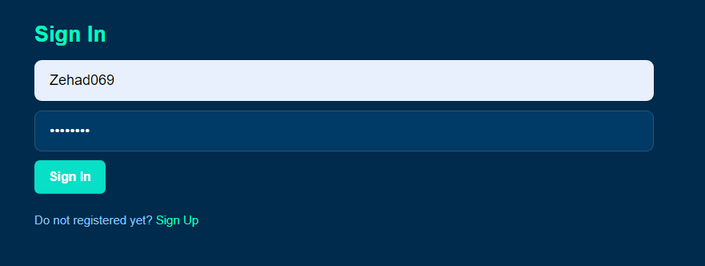 Sign In
Zehad069
••••••••
Sign In
Do not registered yet? Sign Up